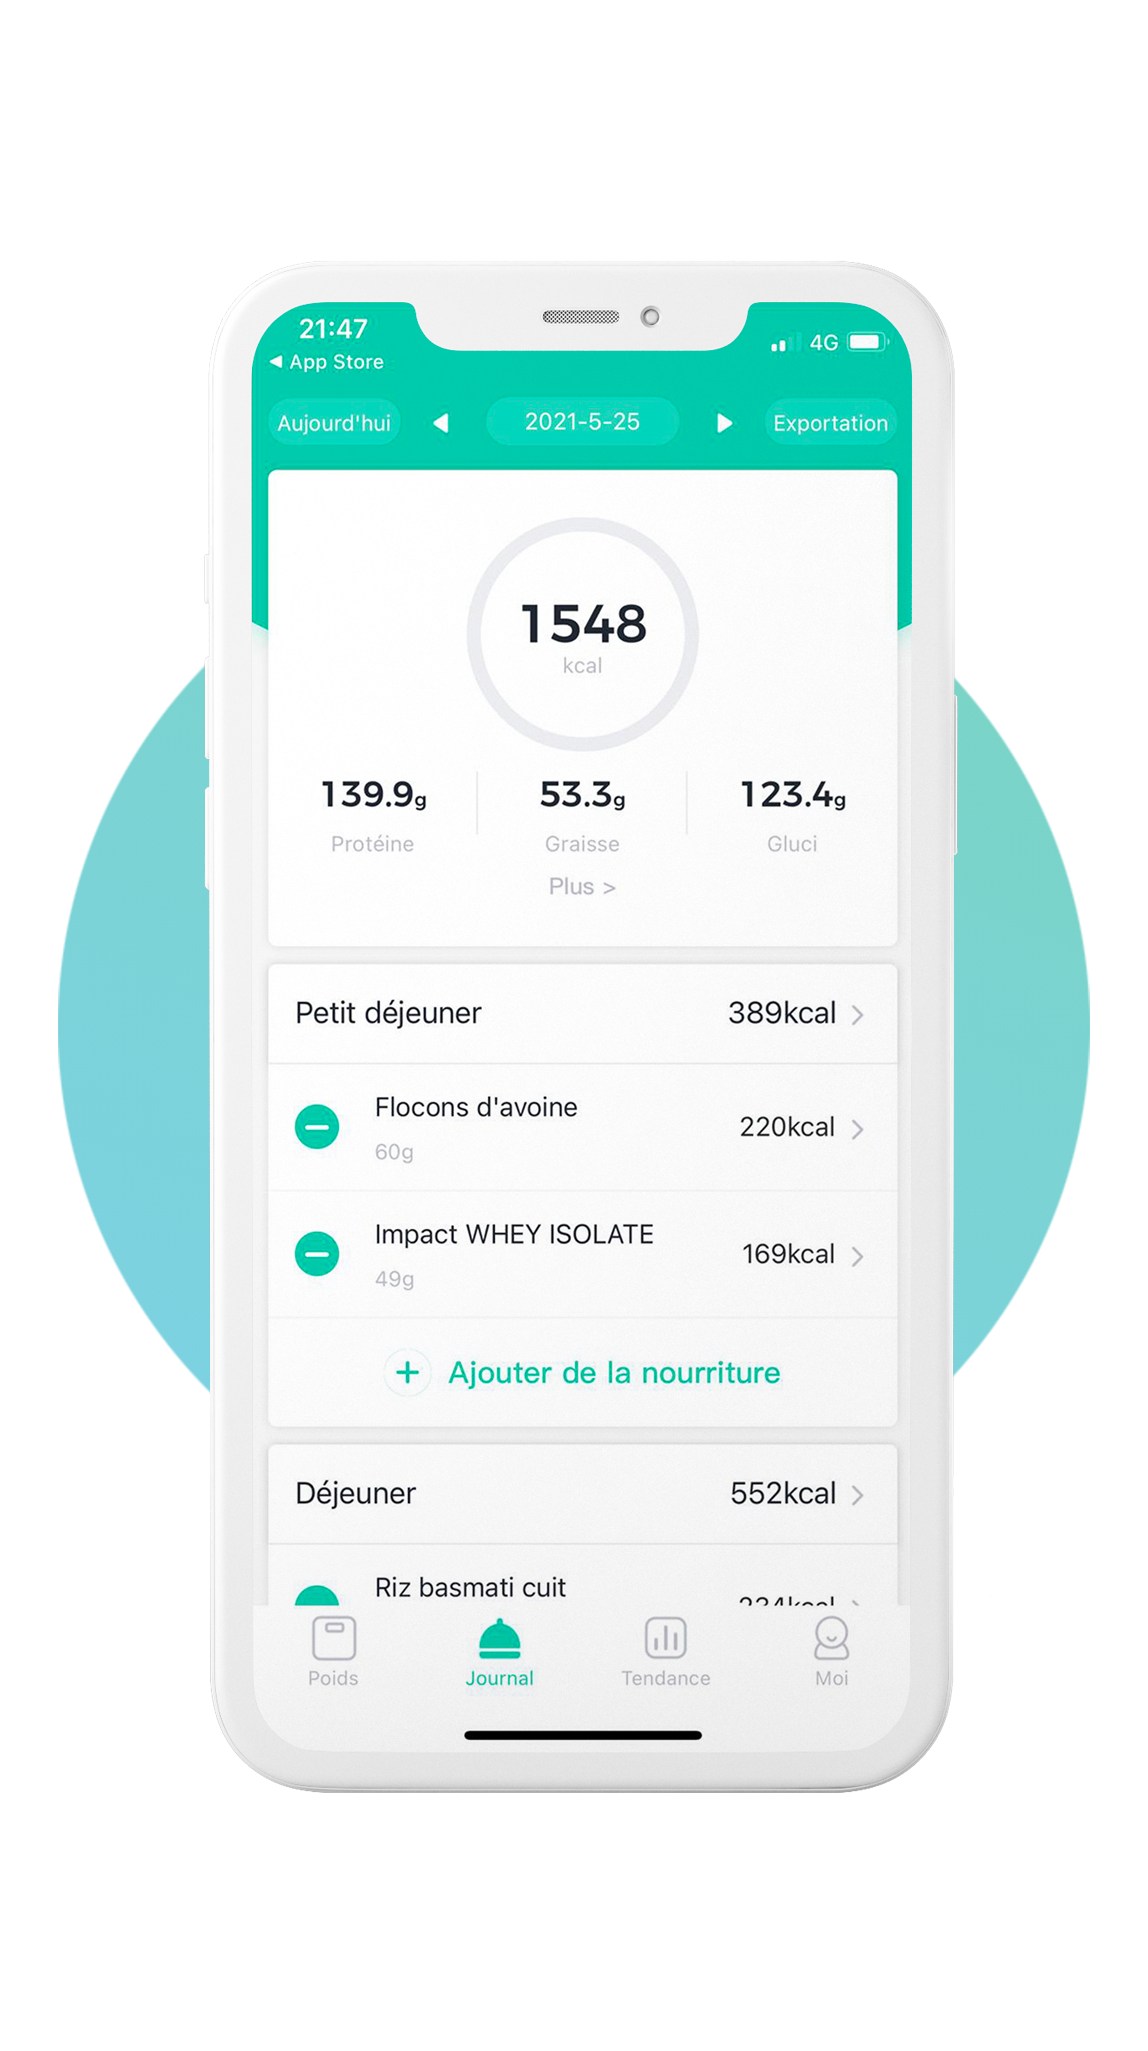 21:47
◀ App Store
4G
Aujourd'hui
2021-5-25
Exportation
1548
kcal
139.9g
53.3g
123.4g
Protéine
Graisse
Gluci
Plus >
Petit déjeuner
389kcal
Flocons d'avoine
220kcal
60g
Impact WHEY ISOLATE
169kcal
49g
+ Ajouter de la nourriture
Déjeuner
552kcal
Riz basmati cuit
Poids
Journal
Tendance
Moi